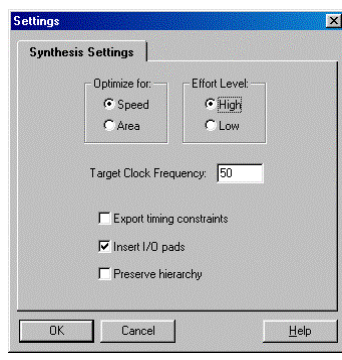 Settings
Synthesis Settings
Optimize for: Effort Level:
Speed High
Area Low
Target Clock Frequency: 50
Export timing constraints
Insert I/O pads
Preserve hierarchy
OK Cancel Help